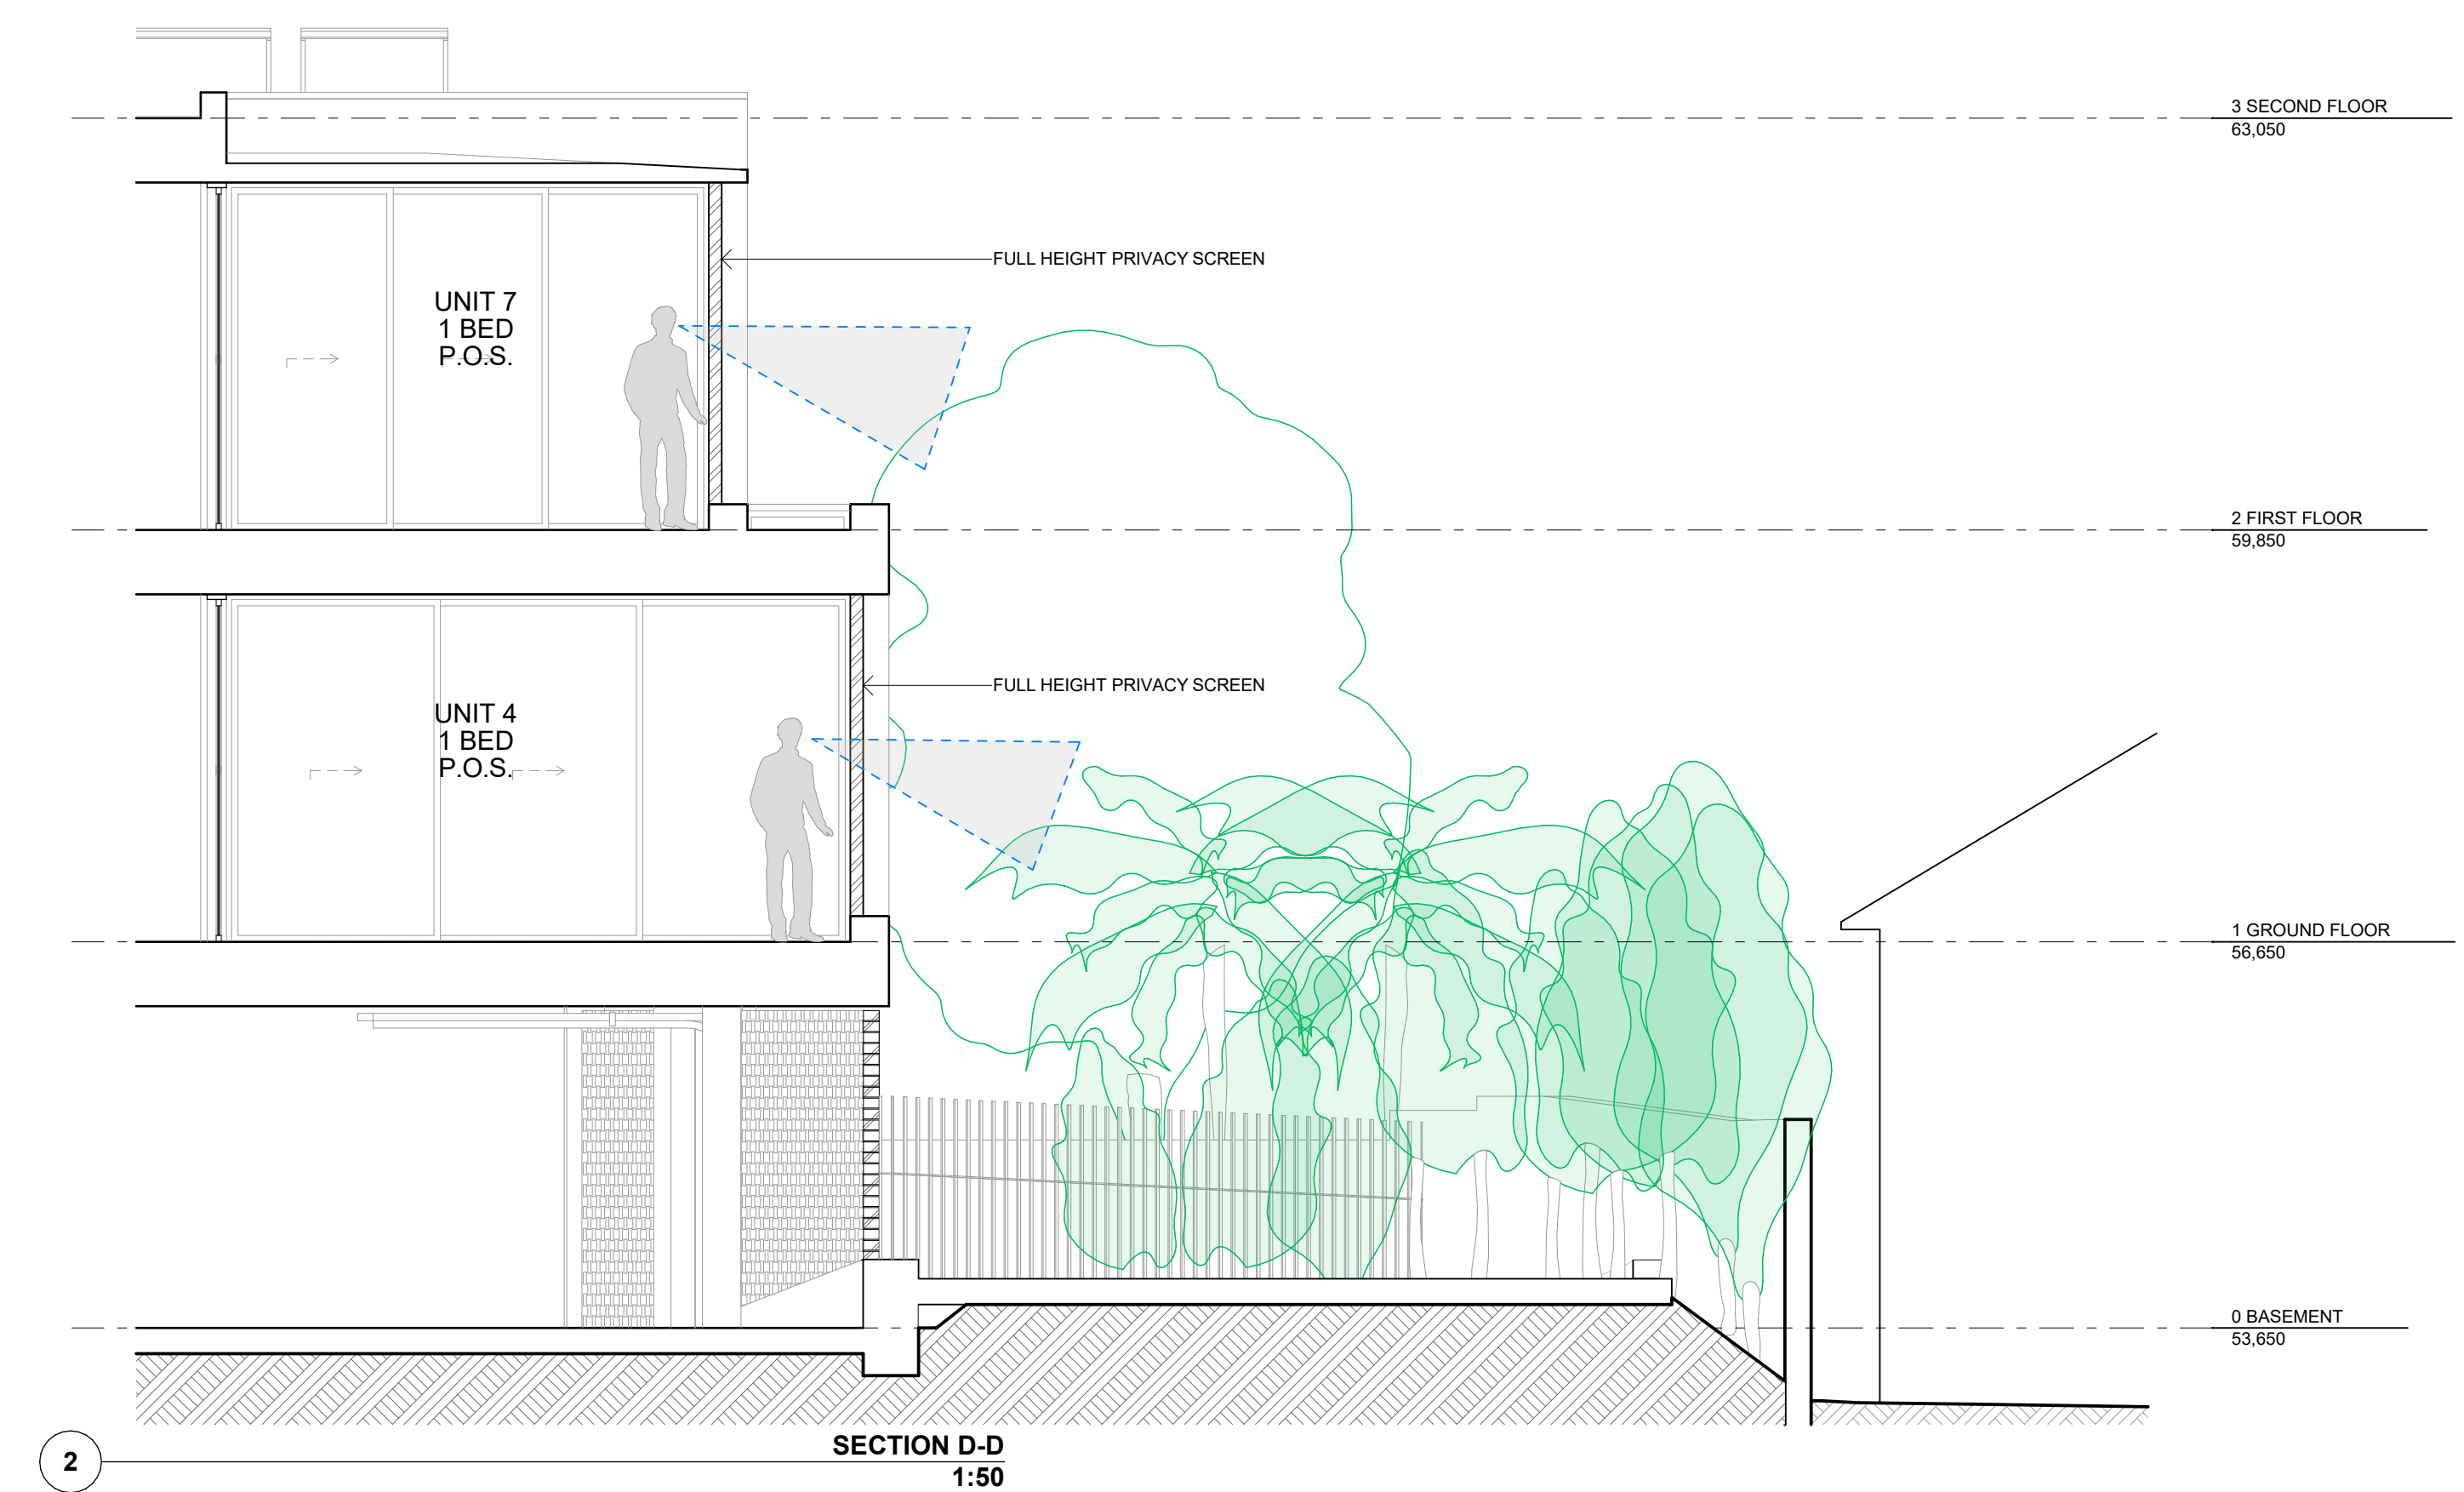 3 SECOND FLOOR
63,050
FULL HEIGHT PRIVACY SCREEN
UNIT 7
1 BED
P.O.S.
2 FIRST FLOOR
59,850
FULL HEIGHT PRIVACY SCREEN
UNIT 4
1 BED
P.O.S.
1 GROUND FLOOR
56,650
0 BASEMENT
53,650
2
SECTION D-D
1:50